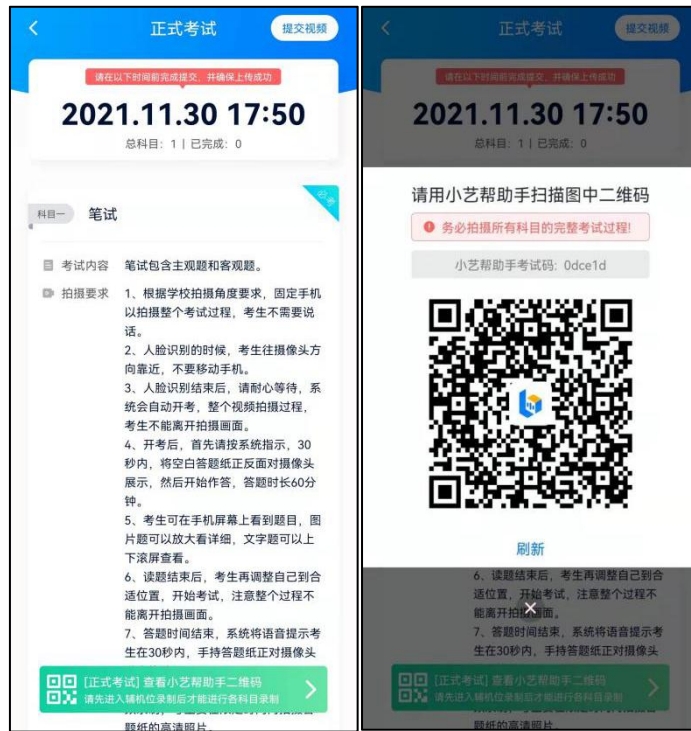 正式考试
提交视频
请在以下时间前完成提交，并确保上传成功
2021.11.30 17:50
总科目：1 | 已完成：0
科目一
笔试
必考
考试内容
笔试包含主观题和客观题。
拍摄要求
1、根据学校拍摄角度要求，固定手机
以拍摄整个考试过程，考生不需要说
话。
2、人脸识别的时候，考生往摄像头方
向靠近，不要移动手机。
3、人脸识别结束后，请耐心等待，系
统会自动开考，整个视频拍摄过程，
考生不能离开拍摄画面。
4、开考后，首先请按系统指示，30
秒内，将空白答题纸正反面对摄像头
展示，然后开始作答，答题时长60分
钟。
5、考生可在手机屏幕上看到题目，图
片题可以放大看详细，文字题可以上
下滚屏查看。
6、读题结束后，考生再调整自己到合
适位置，开始考试，注意整个过程不
能离开拍摄画面。
7、答题时间结束，系统将语音提示考
生在30秒内，手持答题纸正对摄像头
[正式考试] 查看小艺帮助手二维码
请先进入辅机位录制后才能进行各科目录制
题纸的高清照片。
正式考试
提交视频
请在以下时间前完成提交，并确保上传成功
2021.11.30 17:50
总科目：1 | 已完成：0
请用小艺帮助手扫描图中二维码
务必拍摄所有科目的完整考试过程!
小艺帮助手考试码：0dce1d
刷新
6、读题结束后，考生再调整自己到合
适位置，开始考试，注意整个过程不
能离开拍摄画面。
7、答题时间结束，系统将语音提示考
生在30秒内，手持答题纸正对摄像头
[正式考试] 查看小艺帮助手二维码
请先进入辅机位录制后才能进行各科目录制
题纸的高清照片。